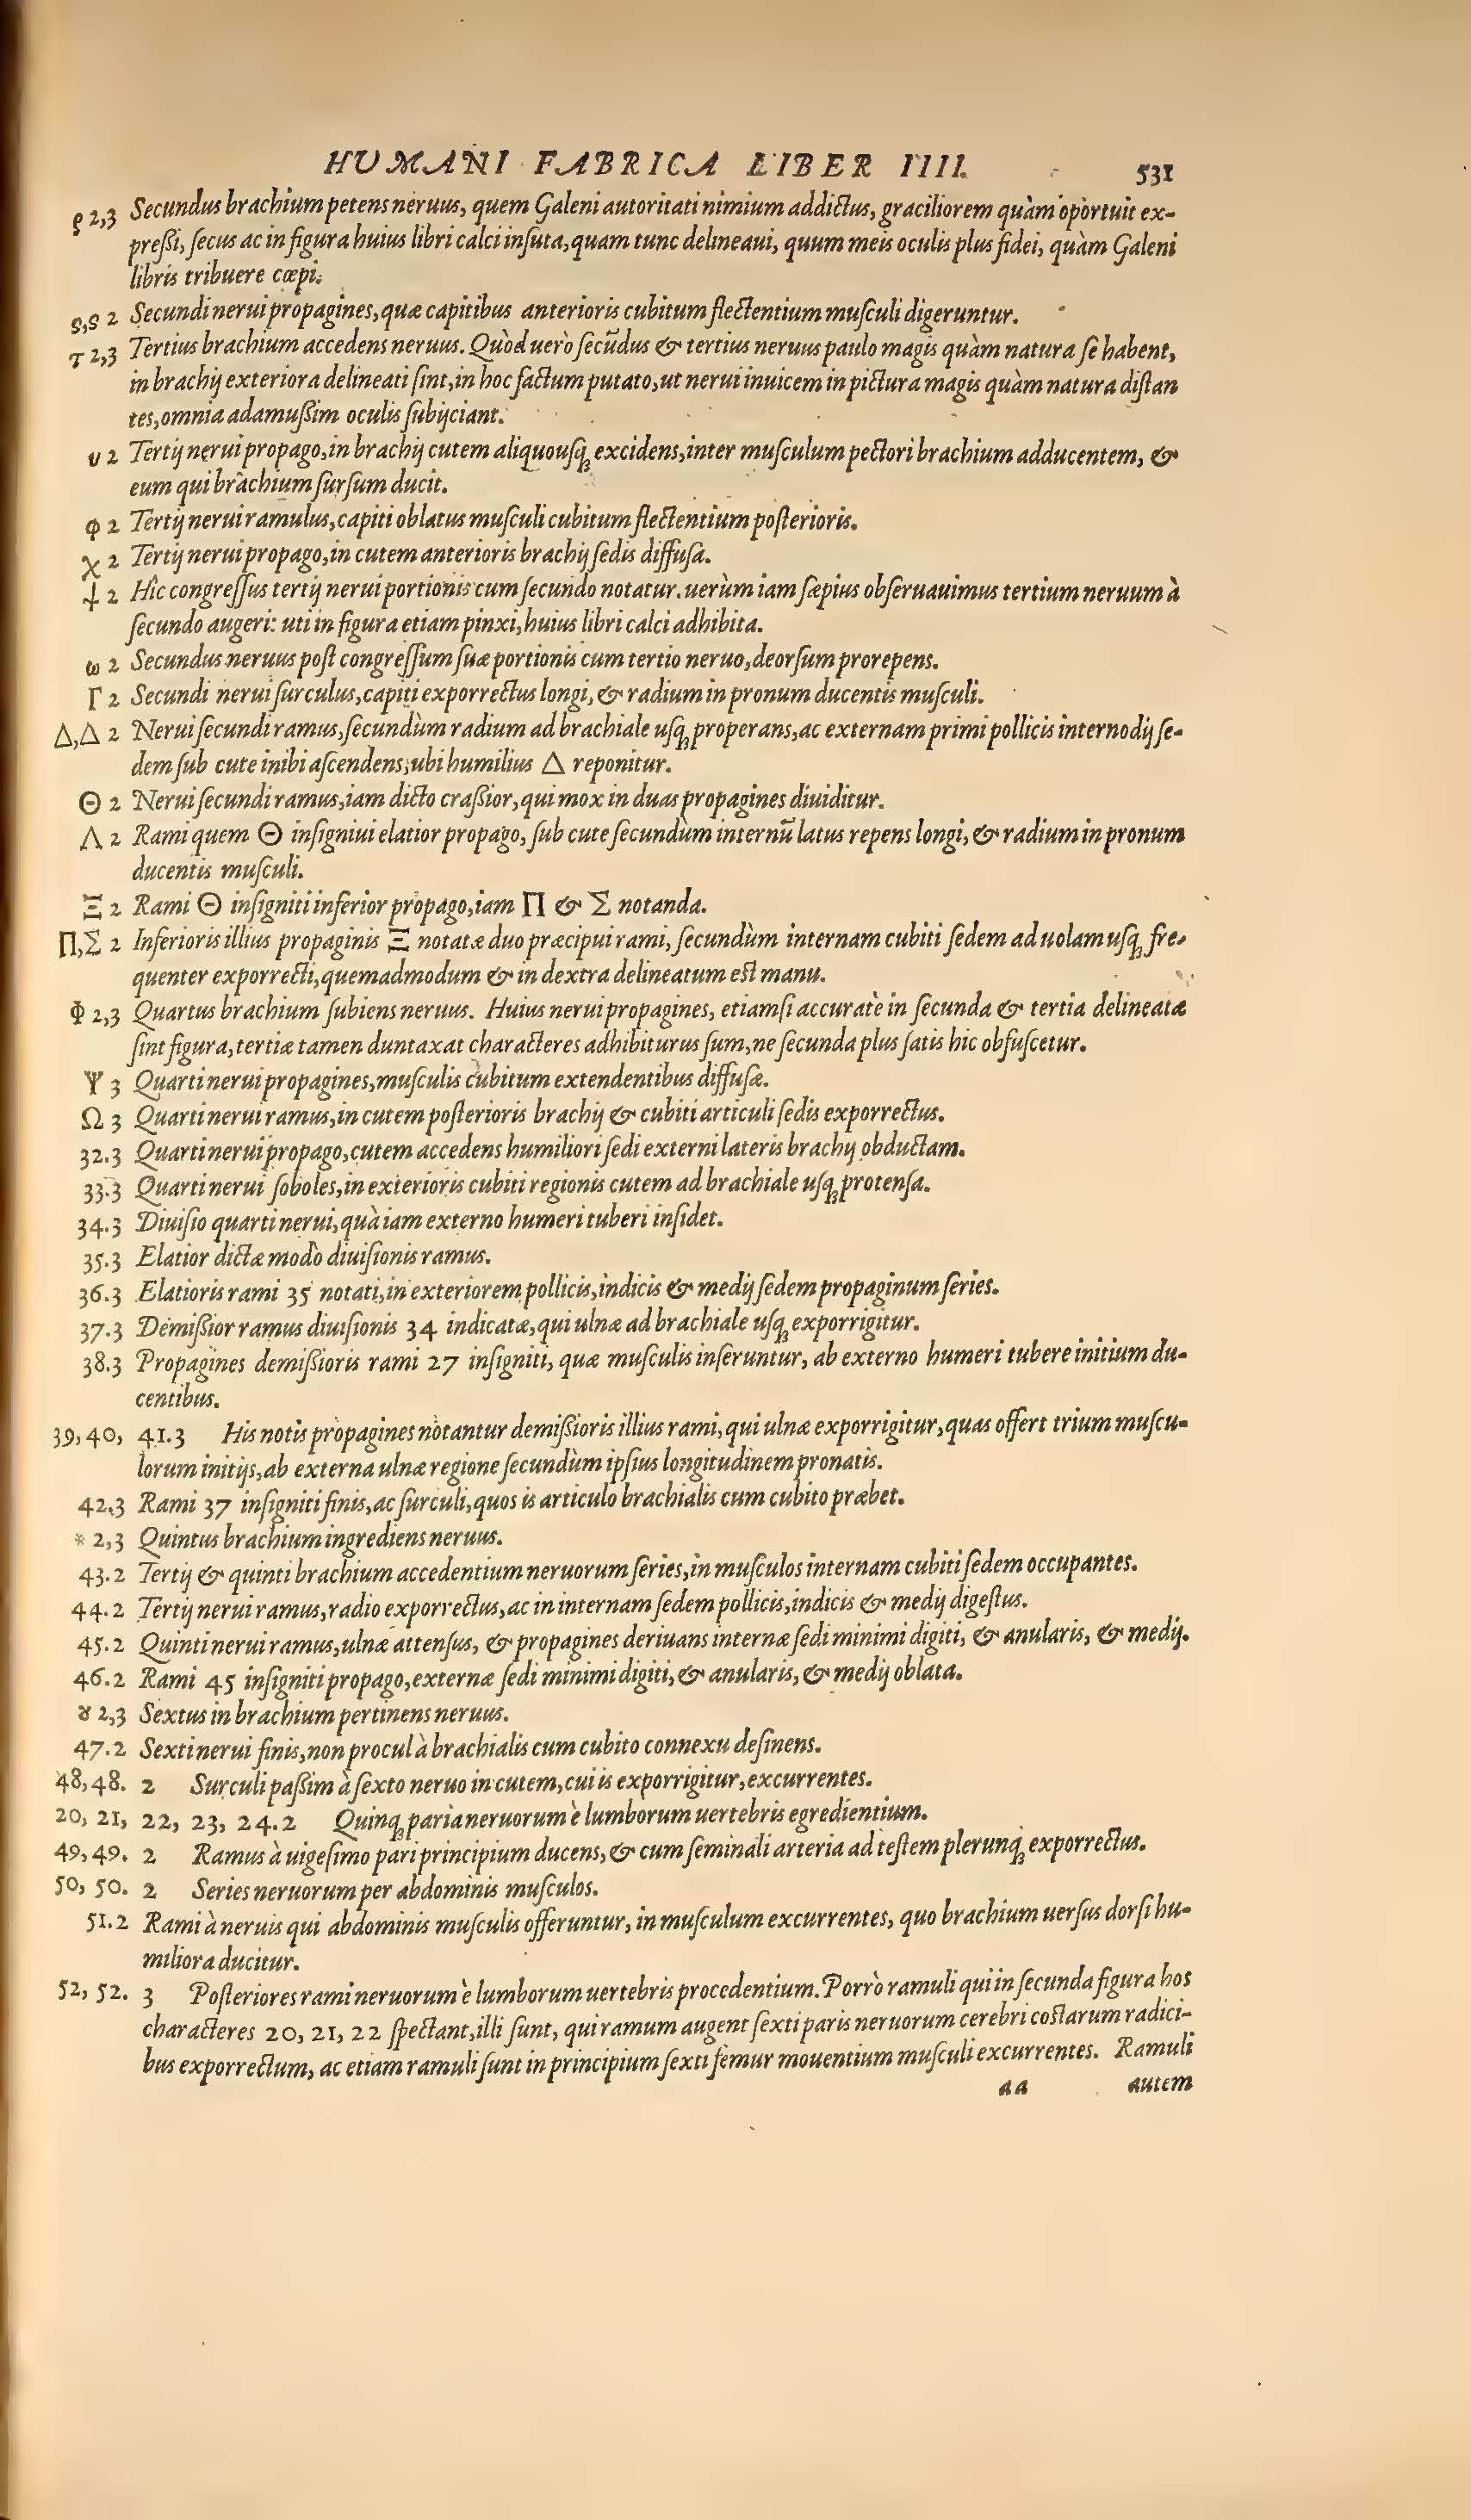 HUMANI FABRICA LIBER IIII. 531
ρ 2,3 Secundus brachium petens neruus, quem Galeni autoritati nimium addictus, graciliorem quàm oportuit ex-
preßi, ſecus ac in figura huius libri calci inſuta, quam tunc delineaui, quum meis oculis plus fidei, quàm Galeni
libris tribuere cœpi.
ς,ς 2 Secundi nerui propagines, quæ capitibus anterioris cubitum flectentium muſculi digeruntur.
τ 2,3 Tertius brachium accedens neruus. Quòd uerò ſecũdus & tertius neruus paulo magis quàm natura ſe habent,
in brachij exteriora delineati ſint, in hoc factum putato, ut nerui inuicem in pictura magis quàm natura diſtan
tes, omnia adamußim oculis ſubijciant.
υ 2 Tertij nerui propago, in brachij cutem aliquouſq; excidens, inter muſculum pectori brachium adducentem, &
eum qui brachium ſurſum ducit.
φ 2 Tertij nerui ramulus, capiti oblatus muſculi cubitum flectentium poſterioris.
χ 2 Tertij nerui propago, in cutem anterioris brachij ſedis diffuſa.
ψ 2 Hic congreſſus tertij nerui portionis cum ſecundo notatur. uerùm iam ſæpius obſeruauimus tertium neruum à
ſecundo augeri: uti in figura etiam pinxi, huius libri calci adhibita.
ω 2 Secundus neruus poſt congreſſum ſuæ portionis cum tertio neruo, deorſum prorepens.
Γ 2 Secundi nerui ſurculus, capiti exporrectus longi, & radium in pronum ducentis muſculi.
Δ,Δ 2 Nerui ſecundi ramus, ſecundùm radium ad brachiale uſq; properans, ac externam primi pollicis internodij ſe-
dem ſub cute inibi aſcendens, ubi humilius Δ reponitur.
Θ 2 Nerui ſecundi ramus, iam dicto craßior, qui mox in duas propagines diuiditur.
Λ 2 Rami quem Θ inſigniui elatior propago, ſub cute ſecundùm internũ latus repens longi, & radium in pronum
ducentis muſculi.
Ξ 2 Rami Θ inſigniti inferior propago, iam Π & Σ notanda.
Π,Σ 2 Inferioris illius propaginis Ξ notatæ duo præcipui rami, ſecundùm internam cubiti ſedem ad uolam uſq; fre-
quenter exporrecti, quemadmodum & in dextra delineatum eſt manu.
Φ 2,3 Quartus brachium ſubiens neruus. Huius nerui propagines, etiamſi accuratè in ſecunda & tertia delineatæ
ſint figura, tertiæ tamen duntaxat characteres adhibiturus ſum, ne ſecunda plus ſatis hic obfuſcetur.
Ψ 3 Quarti nerui propagines, muſculis cubitum extendentibus diffuſæ.
Ω 3 Quarti nerui ramus, in cutem poſterioris brachij & cubiti articuli ſedis exporrectus.
32.3 Quarti nerui propago, cutem accedens humiliori ſedi externi lateris brachij obductam.
33.3 Quarti nerui ſoboles, in exterioris cubiti regionis cutem ad brachiale uſq; protenſa.
34.3 Diuiſio quarti nerui, quà iam externo humeri tuberi inſidet.
35.3 Elatior dictæ modò diuiſionis ramus.
36.3 Elatioris rami 35 notati, in exteriorem pollicis, indicis & medij ſedem propaginum ſeries.
37.3 Demißior ramus diuiſionis 34 indicatæ, qui ulnæ ad brachiale uſq; exporrigitur.
38.3 Propagines demißioris rami 27 inſigniti, quæ muſculis inſeruntur, ab externo humeri tubere initium du-
centibus.
39, 40, 41.3 His notis propagines notantur demißioris illius rami, qui ulnæ exporrigitur, quas offert trium muſcu-
lorum initijs, ab externa ulnæ regione ſecundùm ipſius longitudinem pronatis.
42.3 Rami 37 inſigniti finis, ac ſurculi, quos is articulo brachialis cum cubito præbet.
* 2,3 Quintus brachium ingrediens neruus.
43.2 Tertij & quinti brachium accedentium neruorum ſeries, in muſculos internam cubiti ſedem occupantes.
44.2 Tertij nerui ramus, radio exporrectus, ac in internam ſedem pollicis, indicis & medij digeſtus.
45.2 Quinti nerui ramus, ulnæ attenſus, & propagines deriuans internæ ſedi minimi digiti, & anularis, & medij.
46.2 Rami 45 inſigniti propago, externæ ſedi minimi digiti, & anularis, & medij oblata.
ȣ 2,3 Sextus in brachium pertinens neruus.
47.2 Sexti nerui finis, non procul à brachialis cum cubito connexu deſinens.
48, 48. 2 Surculi paßim à ſexto neruo in cutem, cui is exporrigitur, excurrentes.
20, 21, 22, 23, 24.2 Quinq; paria neruorum è lumborum uertebris egredientium.
49, 49. 2 Ramus à uigeſimo pari principium ducens, & cum ſeminali arteria ad teſtem plerunq; exporrectus.
50, 50. 2 Series neruorum per abdominis muſculos.
51.2 Rami à neruis qui abdominis muſculis offeruntur, in muſculum excurrentes, quo brachium uerſus dorſi hu-
miliora ducitur.
52, 52. 3 Poſteriores rami neruorum è lumborum uertebris procedentium. Porrò ramuli qui in ſecunda figura hos
characteres 20, 21, 22 ſpectant, illi ſunt, qui ramum augent ſexti paris neruorum cerebri coſtarum radici-
bus exporrectum, ac etiam ramuli ſunt in principium ſexti femur mouentium muſculi excurrentes. Ramuli
aa autem